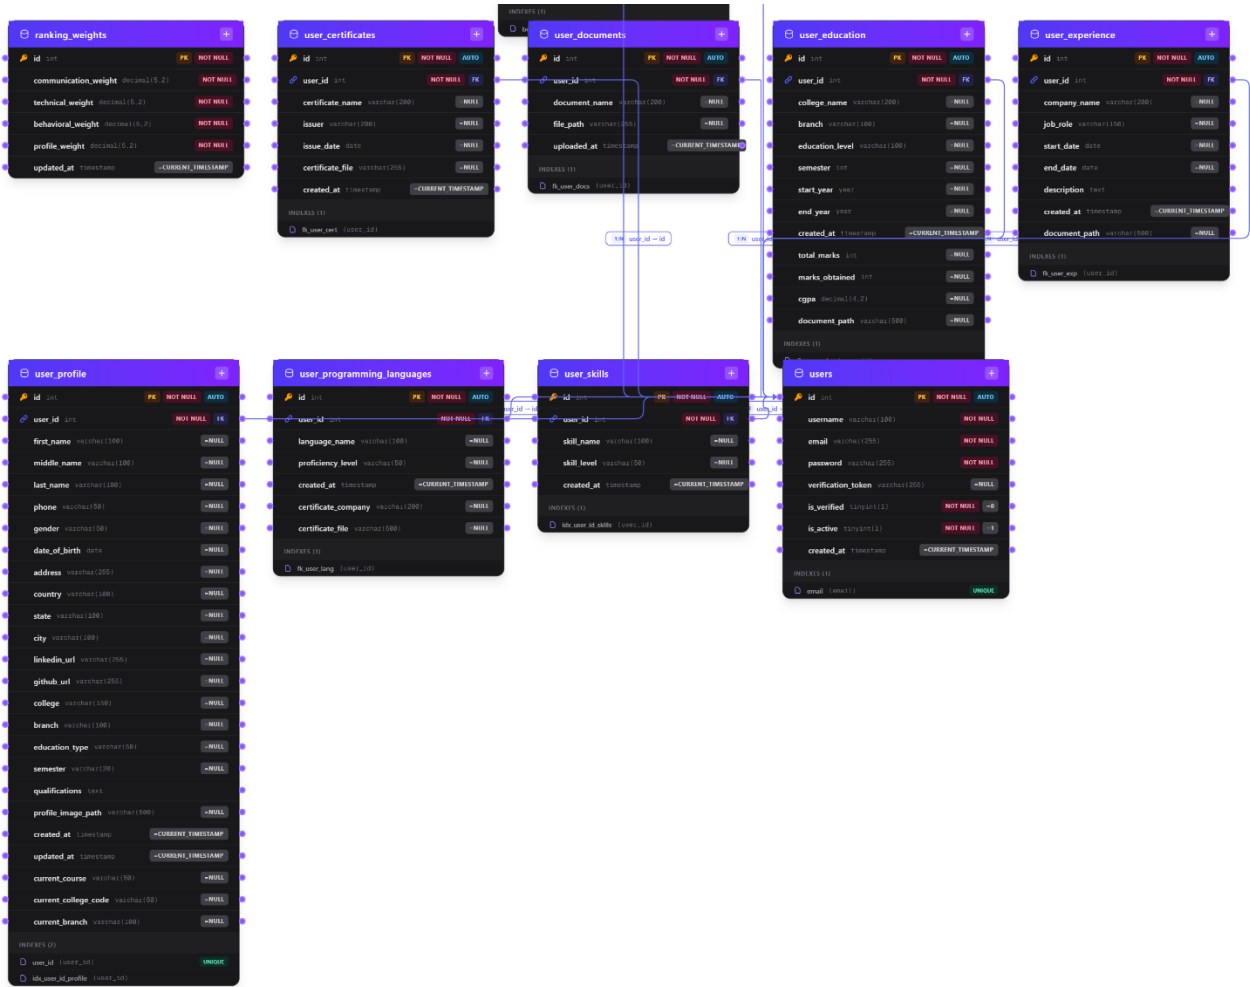 INDEXES (1)
ranking_weights
id int PK NOT NULL
communication_weight decimal(5,2) NOT NULL
technical_weight decimal(5,2) NOT NULL
behavioral_weight decimal(5,2) NOT NULL
profile_weight decimal(5,2) NOT NULL
updated_at timestamp =CURRENT_TIMESTAMP
user_certificates
id int PK NOT NULL AUTO
user_id int NOT NULL FK
certificate_name varchar(200) =NULL
issuer varchar(200) =NULL
issue_date date =NULL
certificate_file varchar(255) =NULL
created_at timestamp =CURRENT_TIMESTAMP
INDEXES (1)
fk_user_cert (user_id)
user_documents
id int PK NOT NULL AUTO
user_id int NOT NULL FK
document_name varchar(200) =NULL
file_path varchar(255) =NULL
uploaded_at timestamp =CURRENT_TIMESTAMP
INDEXES (1)
fk_user_docs (user_id)
user_education
id int PK NOT NULL AUTO
user_id int NOT NULL FK
college_name varchar(200) =NULL
branch varchar(100) =NULL
education_level varchar(100) =NULL
semester int =NULL
start_year year =NULL
end_year year =NULL
created_at timestamp =CURRENT_TIMESTAMP
total_marks int =NULL
marks_obtained int =NULL
cgpa decimal(4,2) =NULL
document_path varchar(500) =NULL
INDEXES (1)
user_experience
id int PK NOT NULL AUTO
user_id int NOT NULL FK
company_name varchar(200) =NULL
job_role varchar(150) =NULL
start_date date =NULL
end_date date =NULL
description text
created_at timestamp =CURRENT_TIMESTAMP
document_path varchar(500) =NULL
INDEXES (1)
fk_user_exp (user_id)
1:N user_id → id
1:N
user_profile
id int PK NOT NULL AUTO
user_id int NOT NULL FK
first_name varchar(100) =NULL
middle_name varchar(100) =NULL
last_name varchar(100) =NULL
phone varchar(50) =NULL
gender varchar(50) =NULL
date_of_birth date =NULL
address varchar(255) =NULL
country varchar(100) =NULL
state varchar(100) =NULL
city varchar(100) =NULL
linkedin_url varchar(255) =NULL
github_url varchar(255) =NULL
college varchar(150) =NULL
branch varchar(100) =NULL
education_type varchar(50) =NULL
semester varchar(20) =NULL
qualifications text
profile_image_path varchar(500) =NULL
created_at timestamp =CURRENT_TIMESTAMP
updated_at timestamp =CURRENT_TIMESTAMP
current_course varchar(50) =NULL
current_college_code varchar(50) =NULL
current_branch varchar(100) =NULL
INDEXES (2)
user_id (user_id) UNIQUE
idx_user_id_profile (user_id)
user_programming_languages
id int PK NOT NULL AUTO
user_id int NOT NULL FK
language_name varchar(100) =NULL
proficiency_level varchar(50) =NULL
created_at timestamp =CURRENT_TIMESTAMP
certificate_company varchar(200) =NULL
certificate_file varchar(500) =NULL
INDEXES (1)
fk_user_lang (user_id)
user_skills
id int PK NOT NULL AUTO
user_id int NOT NULL FK
skill_name varchar(100) =NULL
skill_level varchar(50) =NULL
created_at timestamp =CURRENT_TIMESTAMP
INDEXES (1)
idx_user_id_skills (user_id)
users
id int PK NOT NULL AUTO
username varchar(100) NOT NULL
email varchar(255) NOT NULL
password varchar(255) NOT NULL
verification_token varchar(255) =NULL
is_verified tinyint(1) NOT NULL =0
is_active tinyint(1) NOT NULL =1
created_at timestamp =CURRENT_TIMESTAMP
INDEXES (1)
email (email) UNIQUE